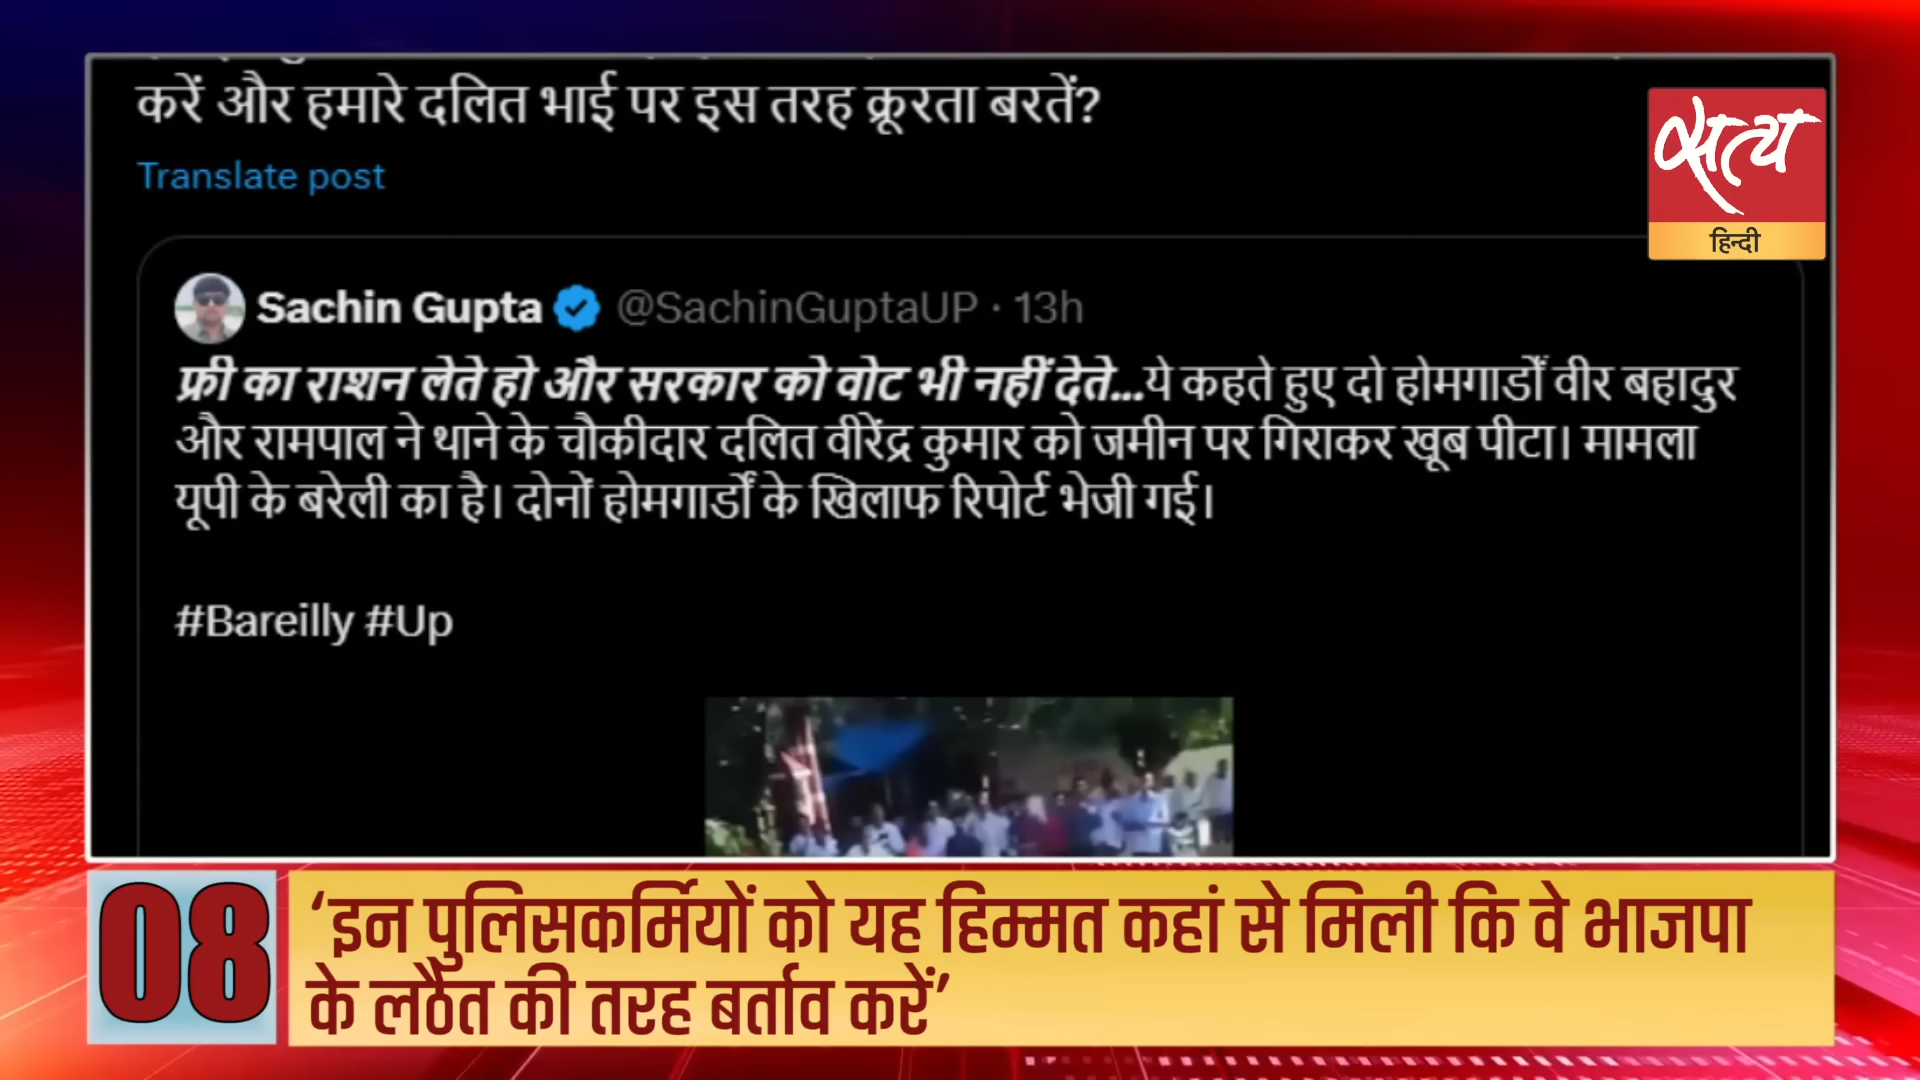 करें और हमारे दलित भाई पर इस तरह क्रूरता बरतें?
Translate post
सत्य
हिन्दी
Sachin Gupta @SachinGuptaUP · 13h
फ्री का राशन लेते हो और सरकार को वोट भी नहीं देते...ये कहते हुए दो होमगार्डों वीर बहादुर
और रामपाल ने थाने के चौकीदार दलित वीरेंद्र कुमार को जमीन पर गिराकर खूब पीटा। मामला
यूपी के बरेली का है। दोनों होमगार्डों के खिलाफ रिपोर्ट भेजी गई।
#Bareilly #Up
08
‘इन पुलिसकर्मियों को यह हिम्मत कहां से मिली कि वे भाजपा
के लठैत की तरह बर्ताव करें’